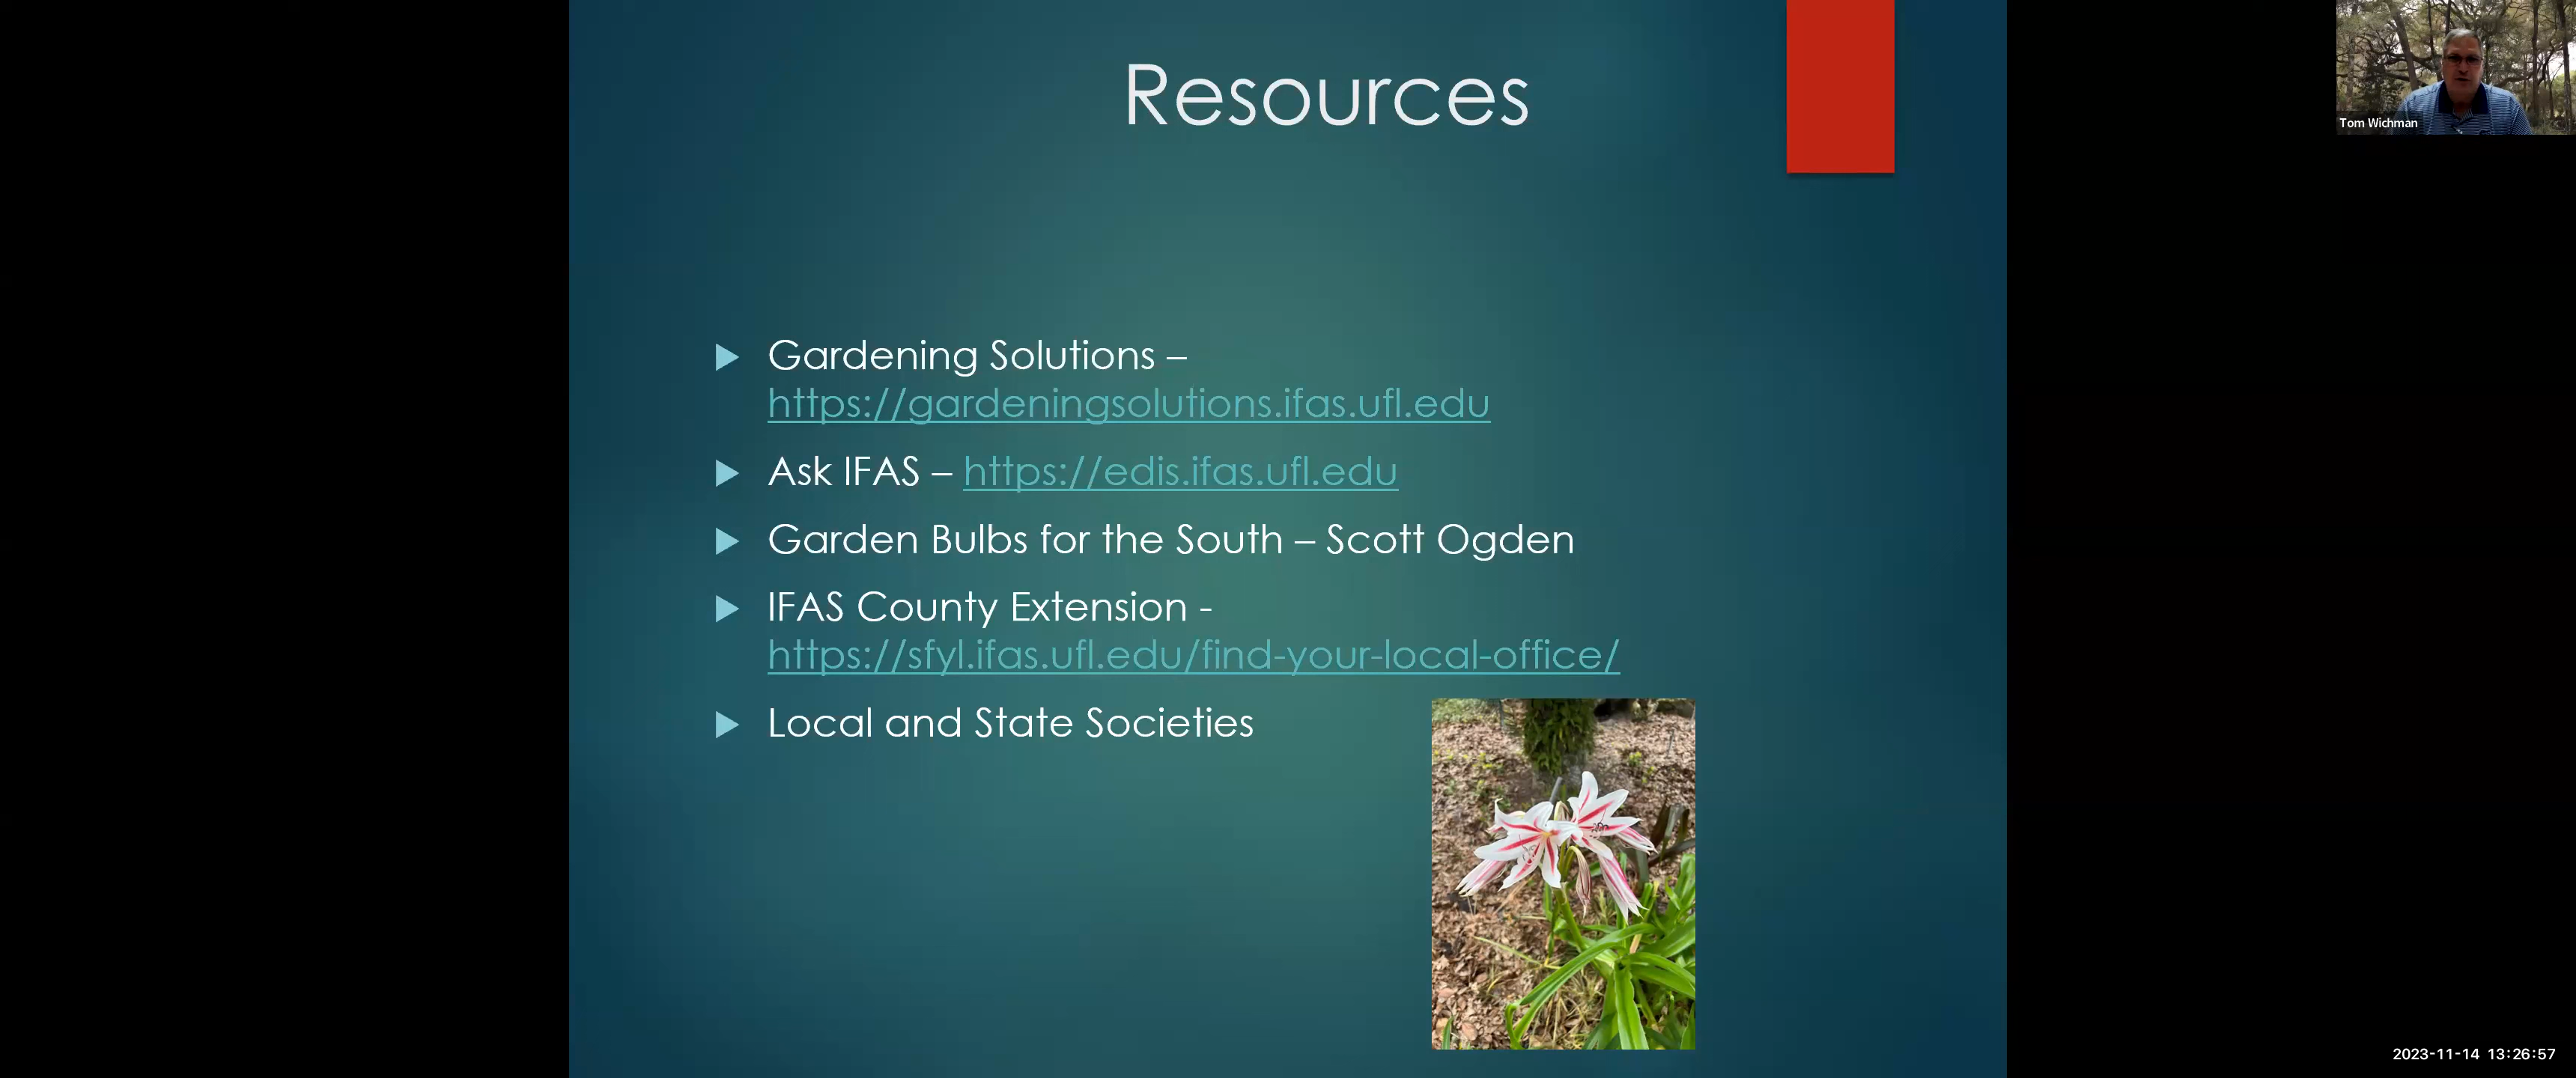 Resources
Gardening Solutions –
https://gardeningsolutions.ifas.ufl.edu
Ask IFAS – https://edis.ifas.ufl.edu
Garden Bulbs for the South – Scott Ogden
IFAS County Extension -
https://sfyl.ifas.ufl.edu/find-your-local-office/
Local and State Societies
Tom Wichman
2023-11-14 13:26:57